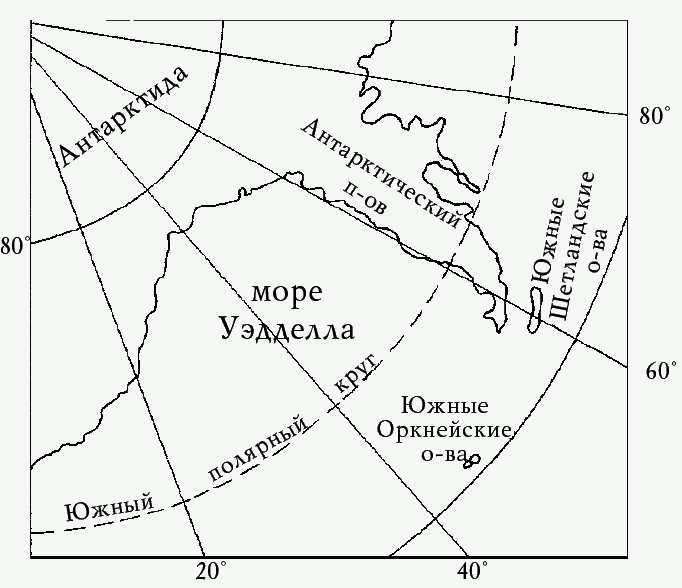 Антарктида
80°
Антарктический
п-ов
Южные
Шетландские
о-ва
80°
море
Уэдделла
60°
Южные
Оркнейские
о-ва
Южный полярный круг
20°
40°